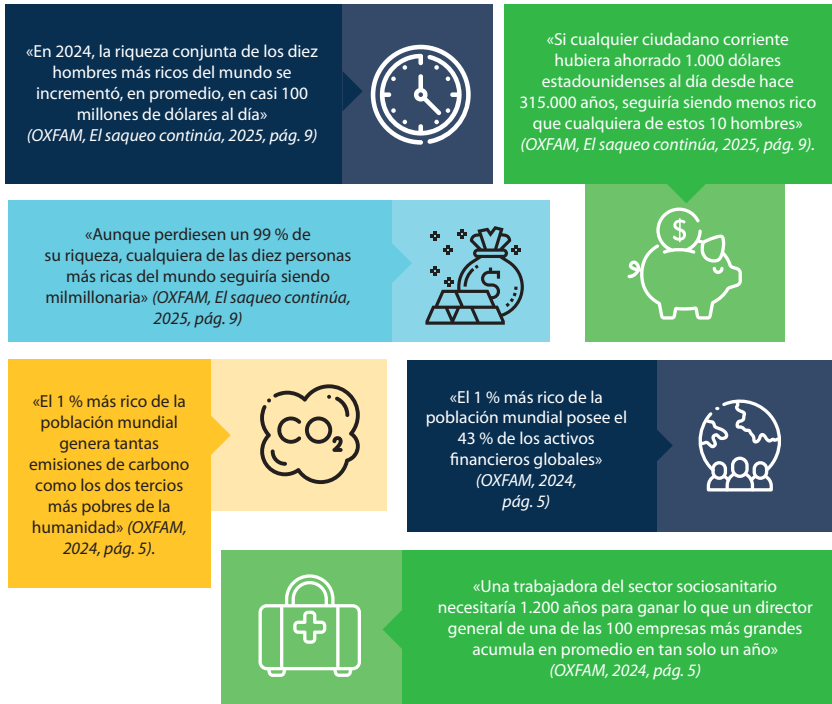 «En 2024, la riqueza conjunta de los diez
hombres más ricos del mundo se
incrementó, en promedio, en casi 100
millones de dólares al día»
(OXFAM, El saqueo continúa, 2025, pág. 9)
«Si cualquier ciudadano corriente
hubiera ahorrado 1.000 dólares
estadounidenses al día desde hace
315.000 años, seguiría siendo menos rico
que cualquiera de estos 10 hombres»
(OXFAM, El saqueo continúa, 2025, pág. 9).
$
«Aunque perdiesen un 99 % de
su riqueza, cualquiera de las diez personas
más ricas del mundo seguiría siendo
milmillonaria» (OXFAM, El saqueo continúa,
2025, pág. 9)
$
«El 1 % más rico de la
población mundial
genera tantas
emisiones de carbono
como los dos tercios
más pobres de la
humanidad» (OXFAM,
2024, pág. 5).
CO2
«El 1 % más rico de la
población mundial posee el
43 % de los activos
financieros globales»
(OXFAM, 2024,
pág. 5)
«Una trabajadora del sector sociosanitario
necesitaría 1.200 años para ganar lo que un director
general de una de las 100 empresas más grandes
acumula en promedio en tan solo un año»
(OXFAM, 2024, pág. 5)